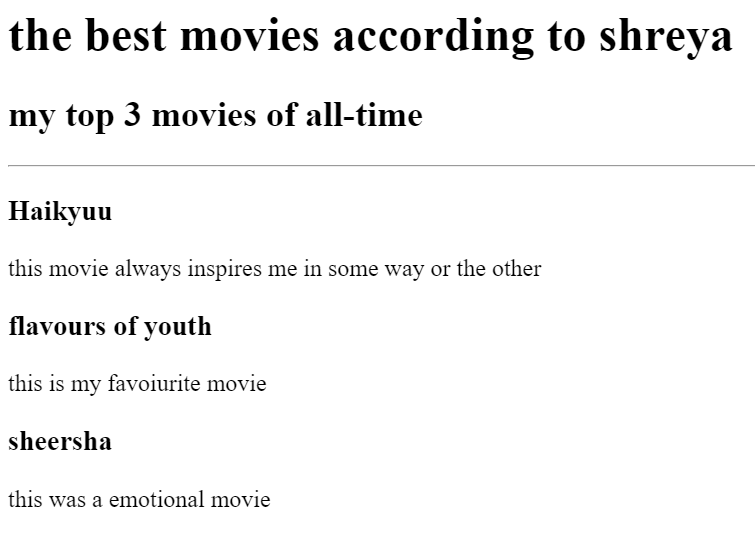 the best movies according to shreya
my top 3 movies of all-time
Haikyuu
this movie always inspires me in some way or the other
flavours of youth
this is my favoiurite movie
sheersha
this was a emotional movie